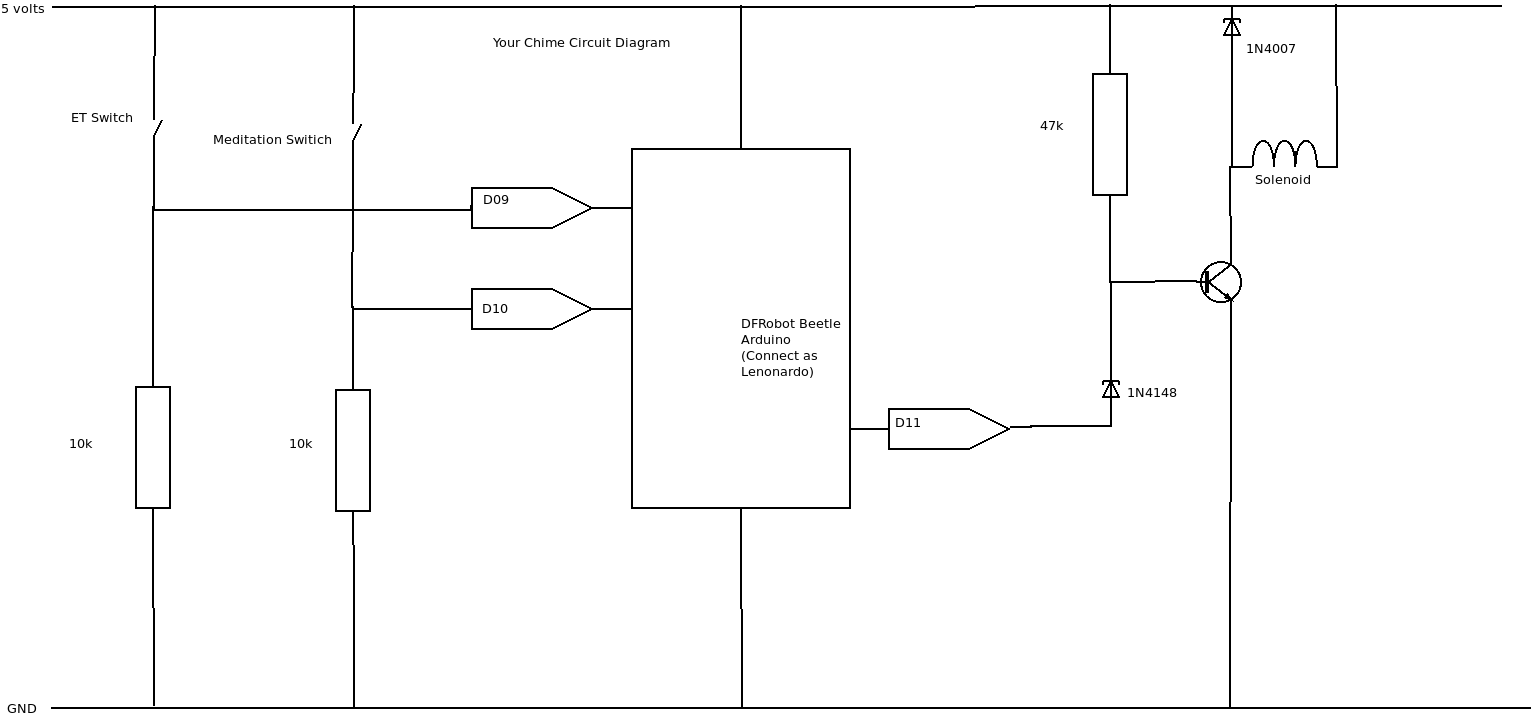 5 volts
Your Chime Circuit Diagram
1N4007
ET Switch
47k
Meditation Switich
Solenoid
D09
D10
DFRobot Beetle
Arduino
(Connect as
Lenonardo)
1N4148
D11
10k
10k
GND